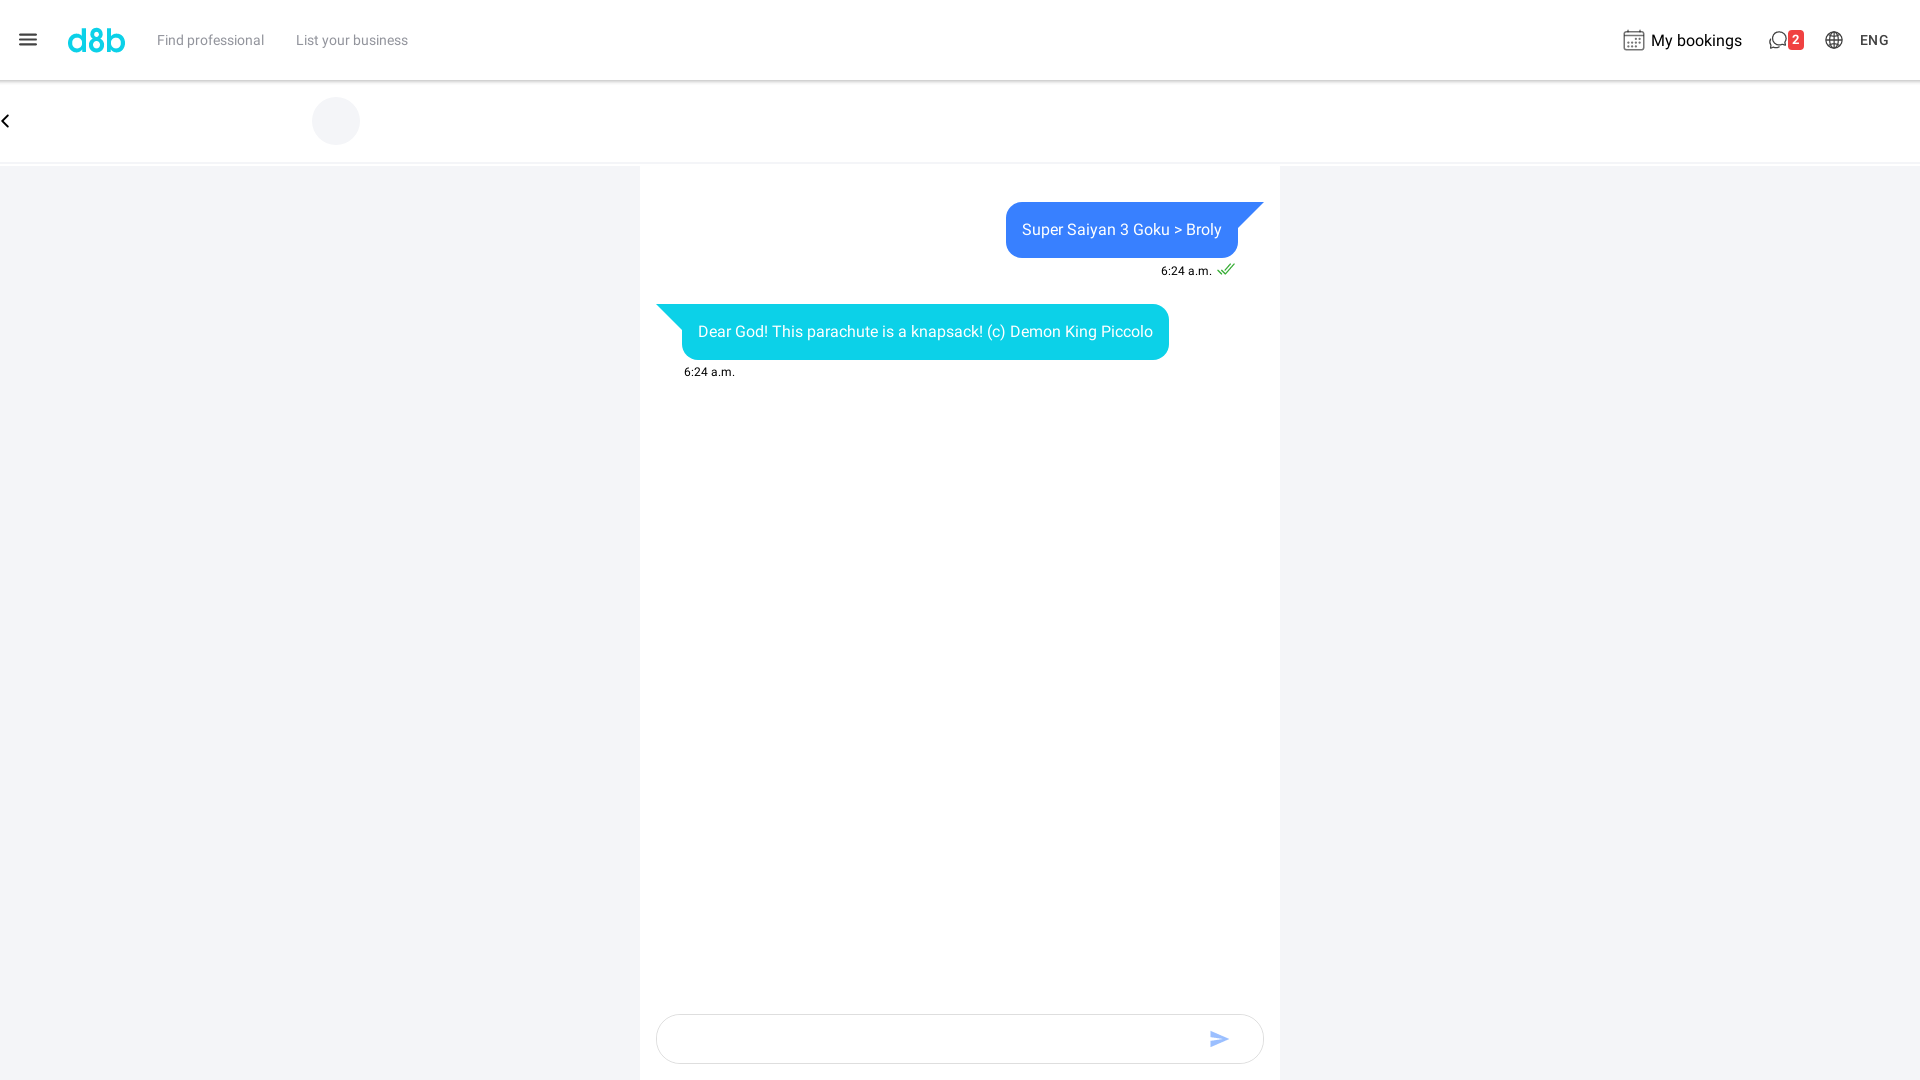 d8b
Find professional
List your business
My bookings
2
ENG
Super Saiyan 3 Goku > Broly
6:24 a.m.
Dear God! This parachute is a knapsack! (c) Demon King Piccolo
6:24 a.m.